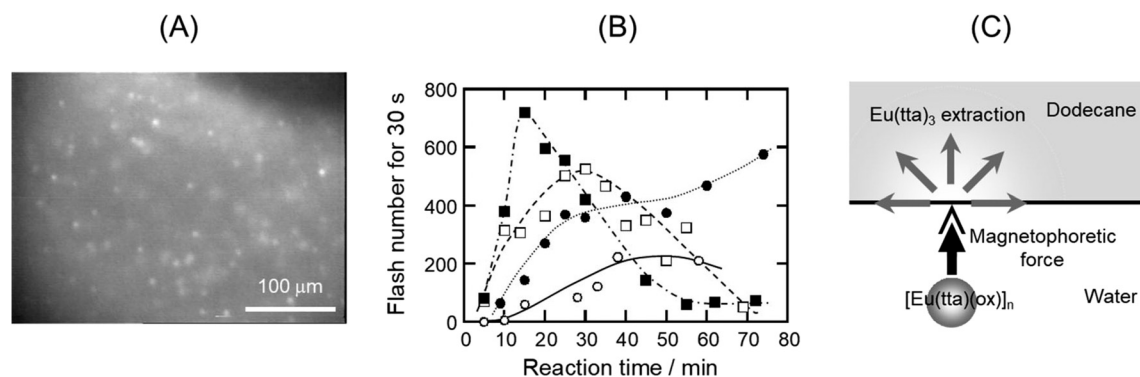 (A)
(B)
(C)
100 μm
Flash number for 30 s
800
600
400
200
0
0 10 20 30 40 50 60 70 80
Reaction time / min
Dodecane
Eu(tta)₃ extraction
Magnetophoretic
force
[Eu(tta)(ox)]ₙ
Water